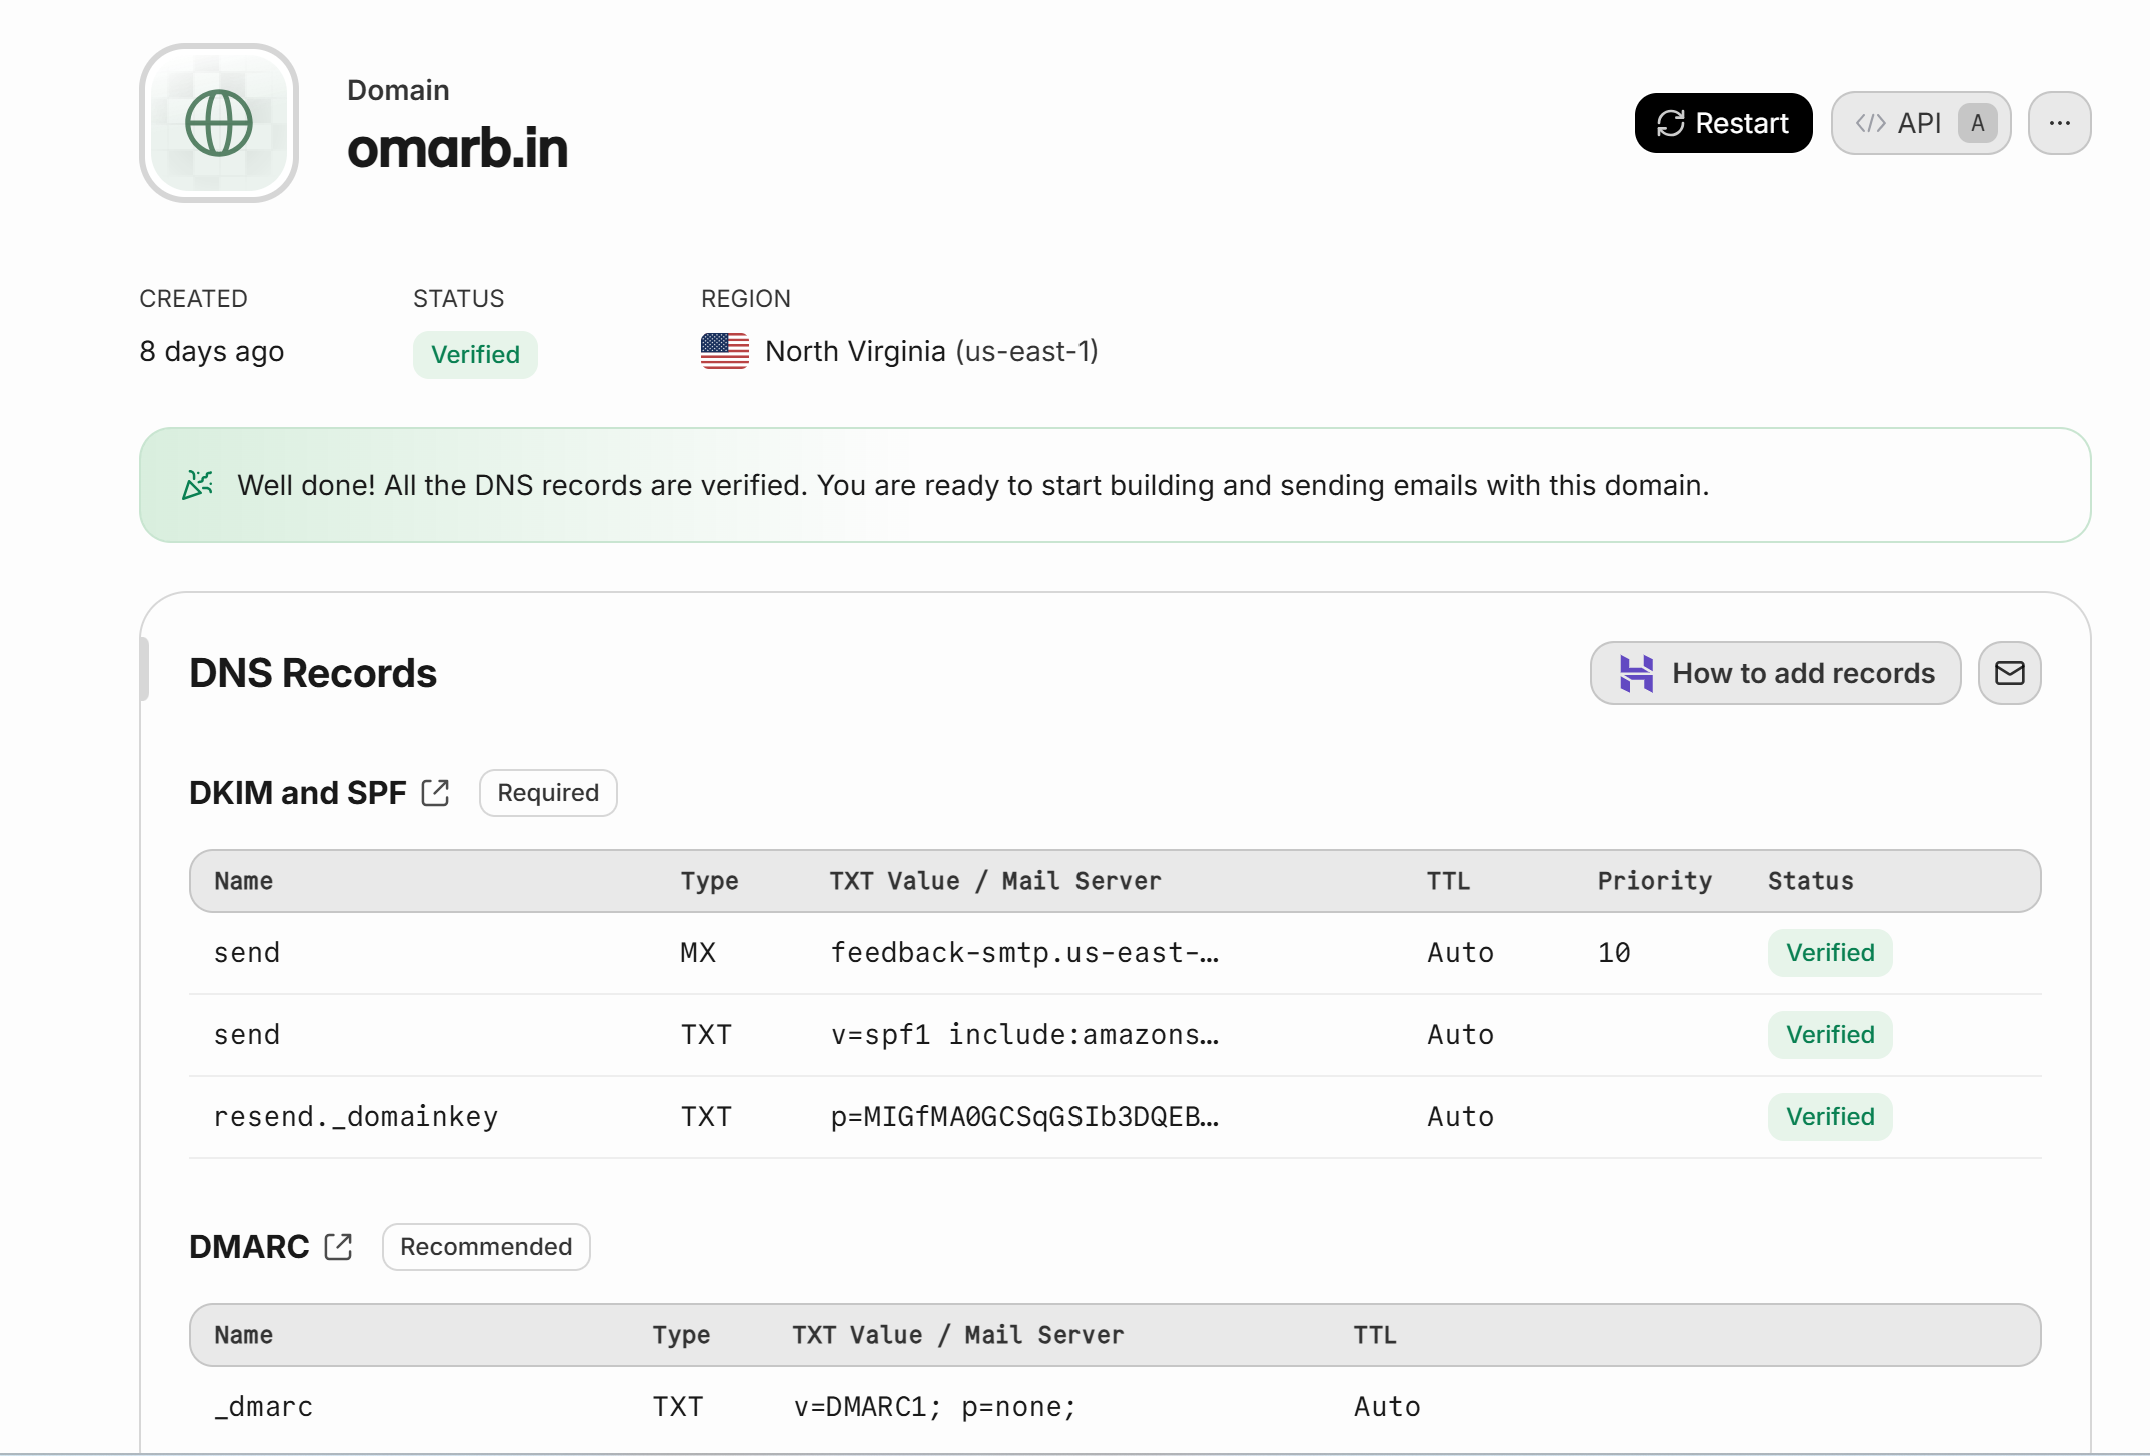 Domain
omarb.in
Restart
API A
CREATED STATUS REGION
8 days ago Verified North Virginia (us-east-1)
Well done! All the DNS records are verified. You are ready to start building and sending emails with this domain.
DNS Records
How to add records
DKIM and SPF Required
Name Type TXT Value / Mail Server TTL Priority Status
send MX feedback-smtp.us-east-… Auto 10 Verified
send TXT v=spf1 include:amazons… Auto Verified
resend._domainkey TXT p=MIGfMA0GCSqGSIb3DQEB… Auto Verified
DMARC Recommended
Name Type TXT Value / Mail Server TTL
_dmarc TXT v=DMARC1; p=none; Auto